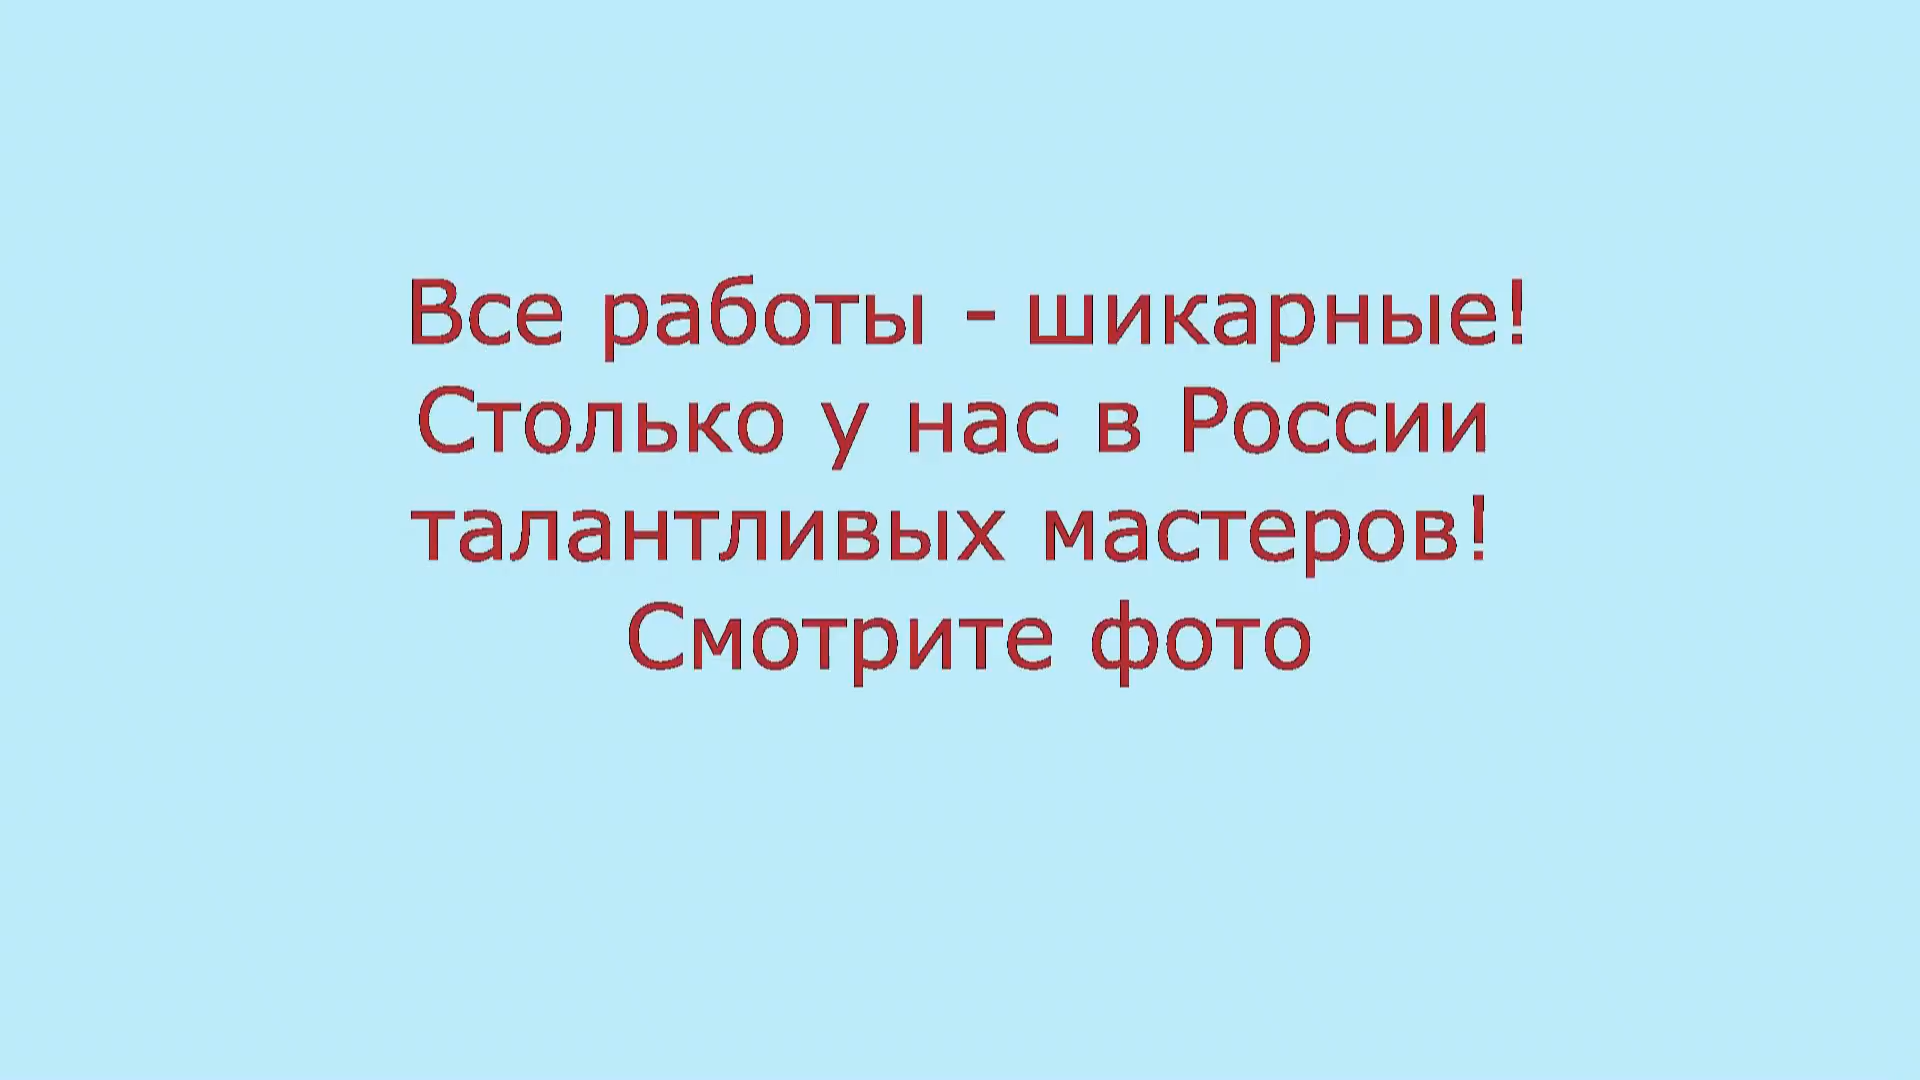 Все работы - шикарные!
Столько у нас в России
талантливых мастеров!
Смотрите фото